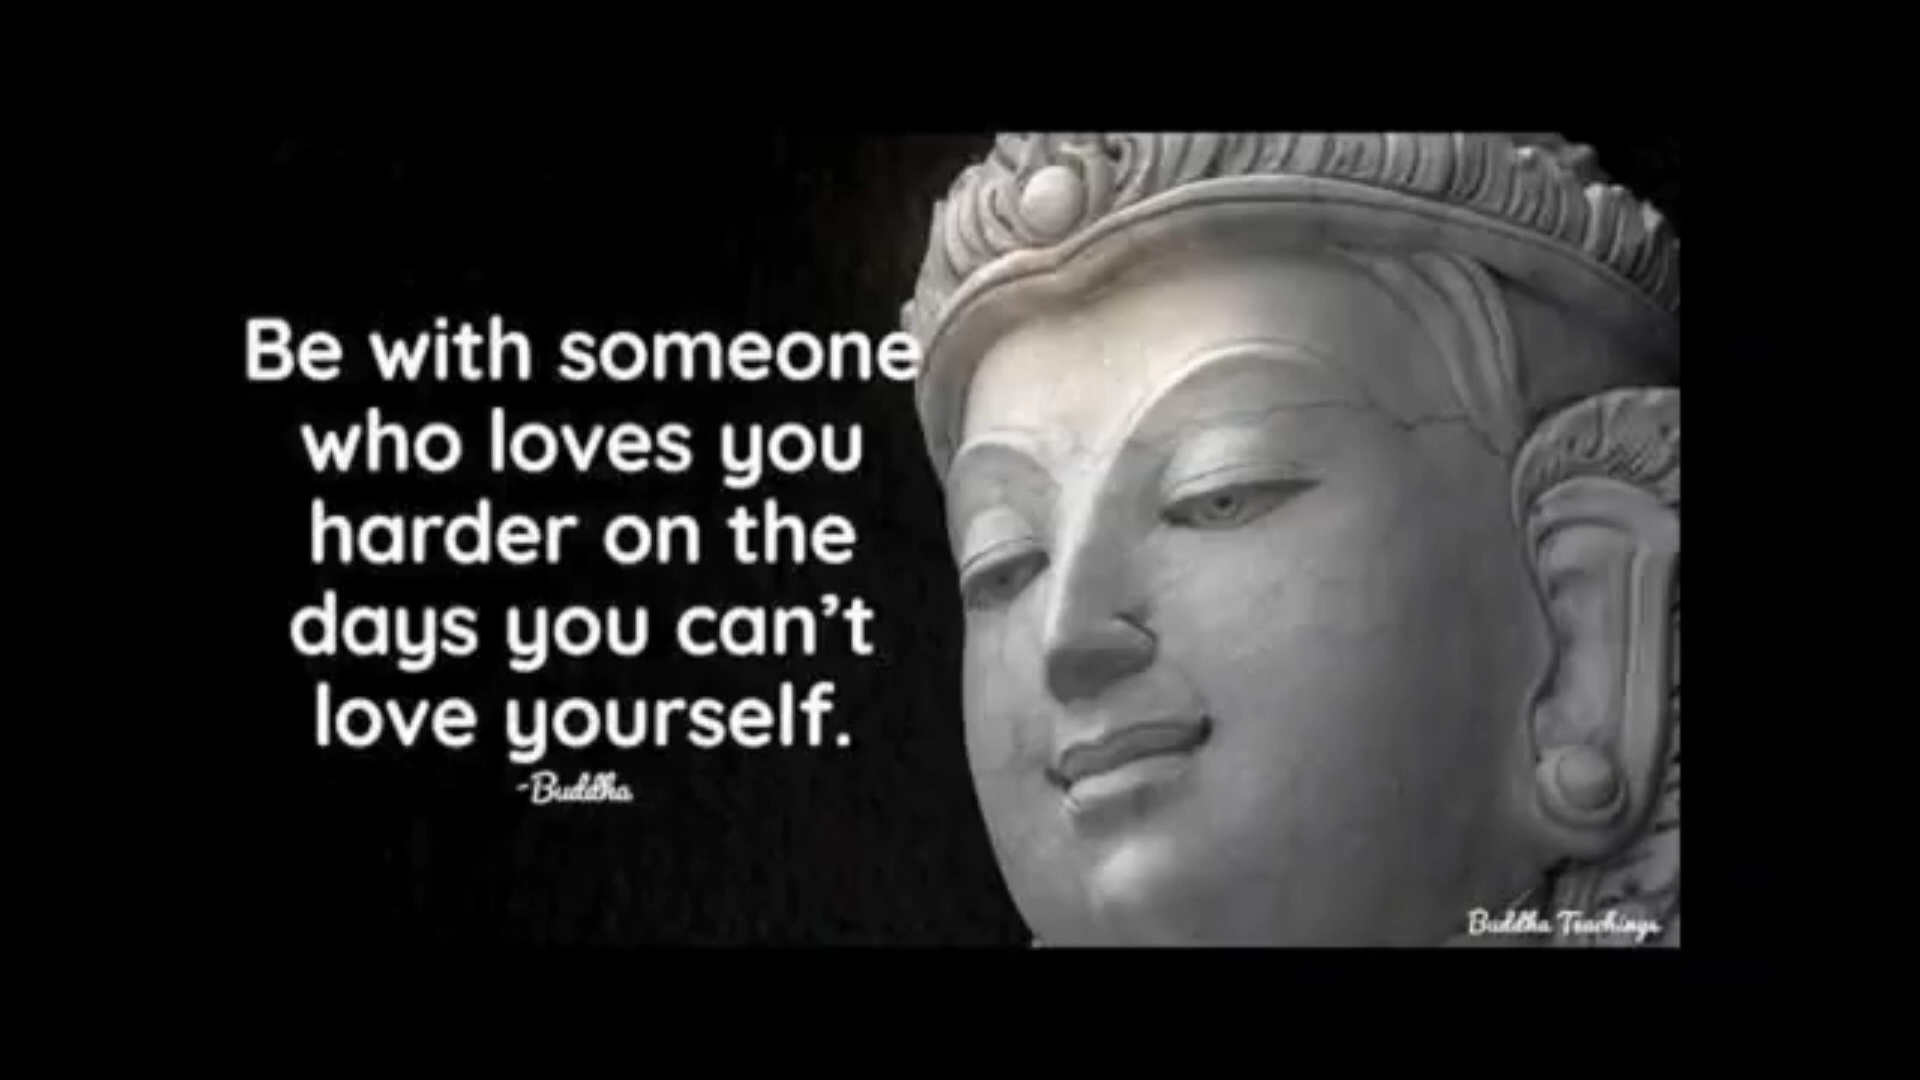 Be with someone
who loves you
harder on the
days you can’t
love yourself.
-Buddha
Buddha Teachings